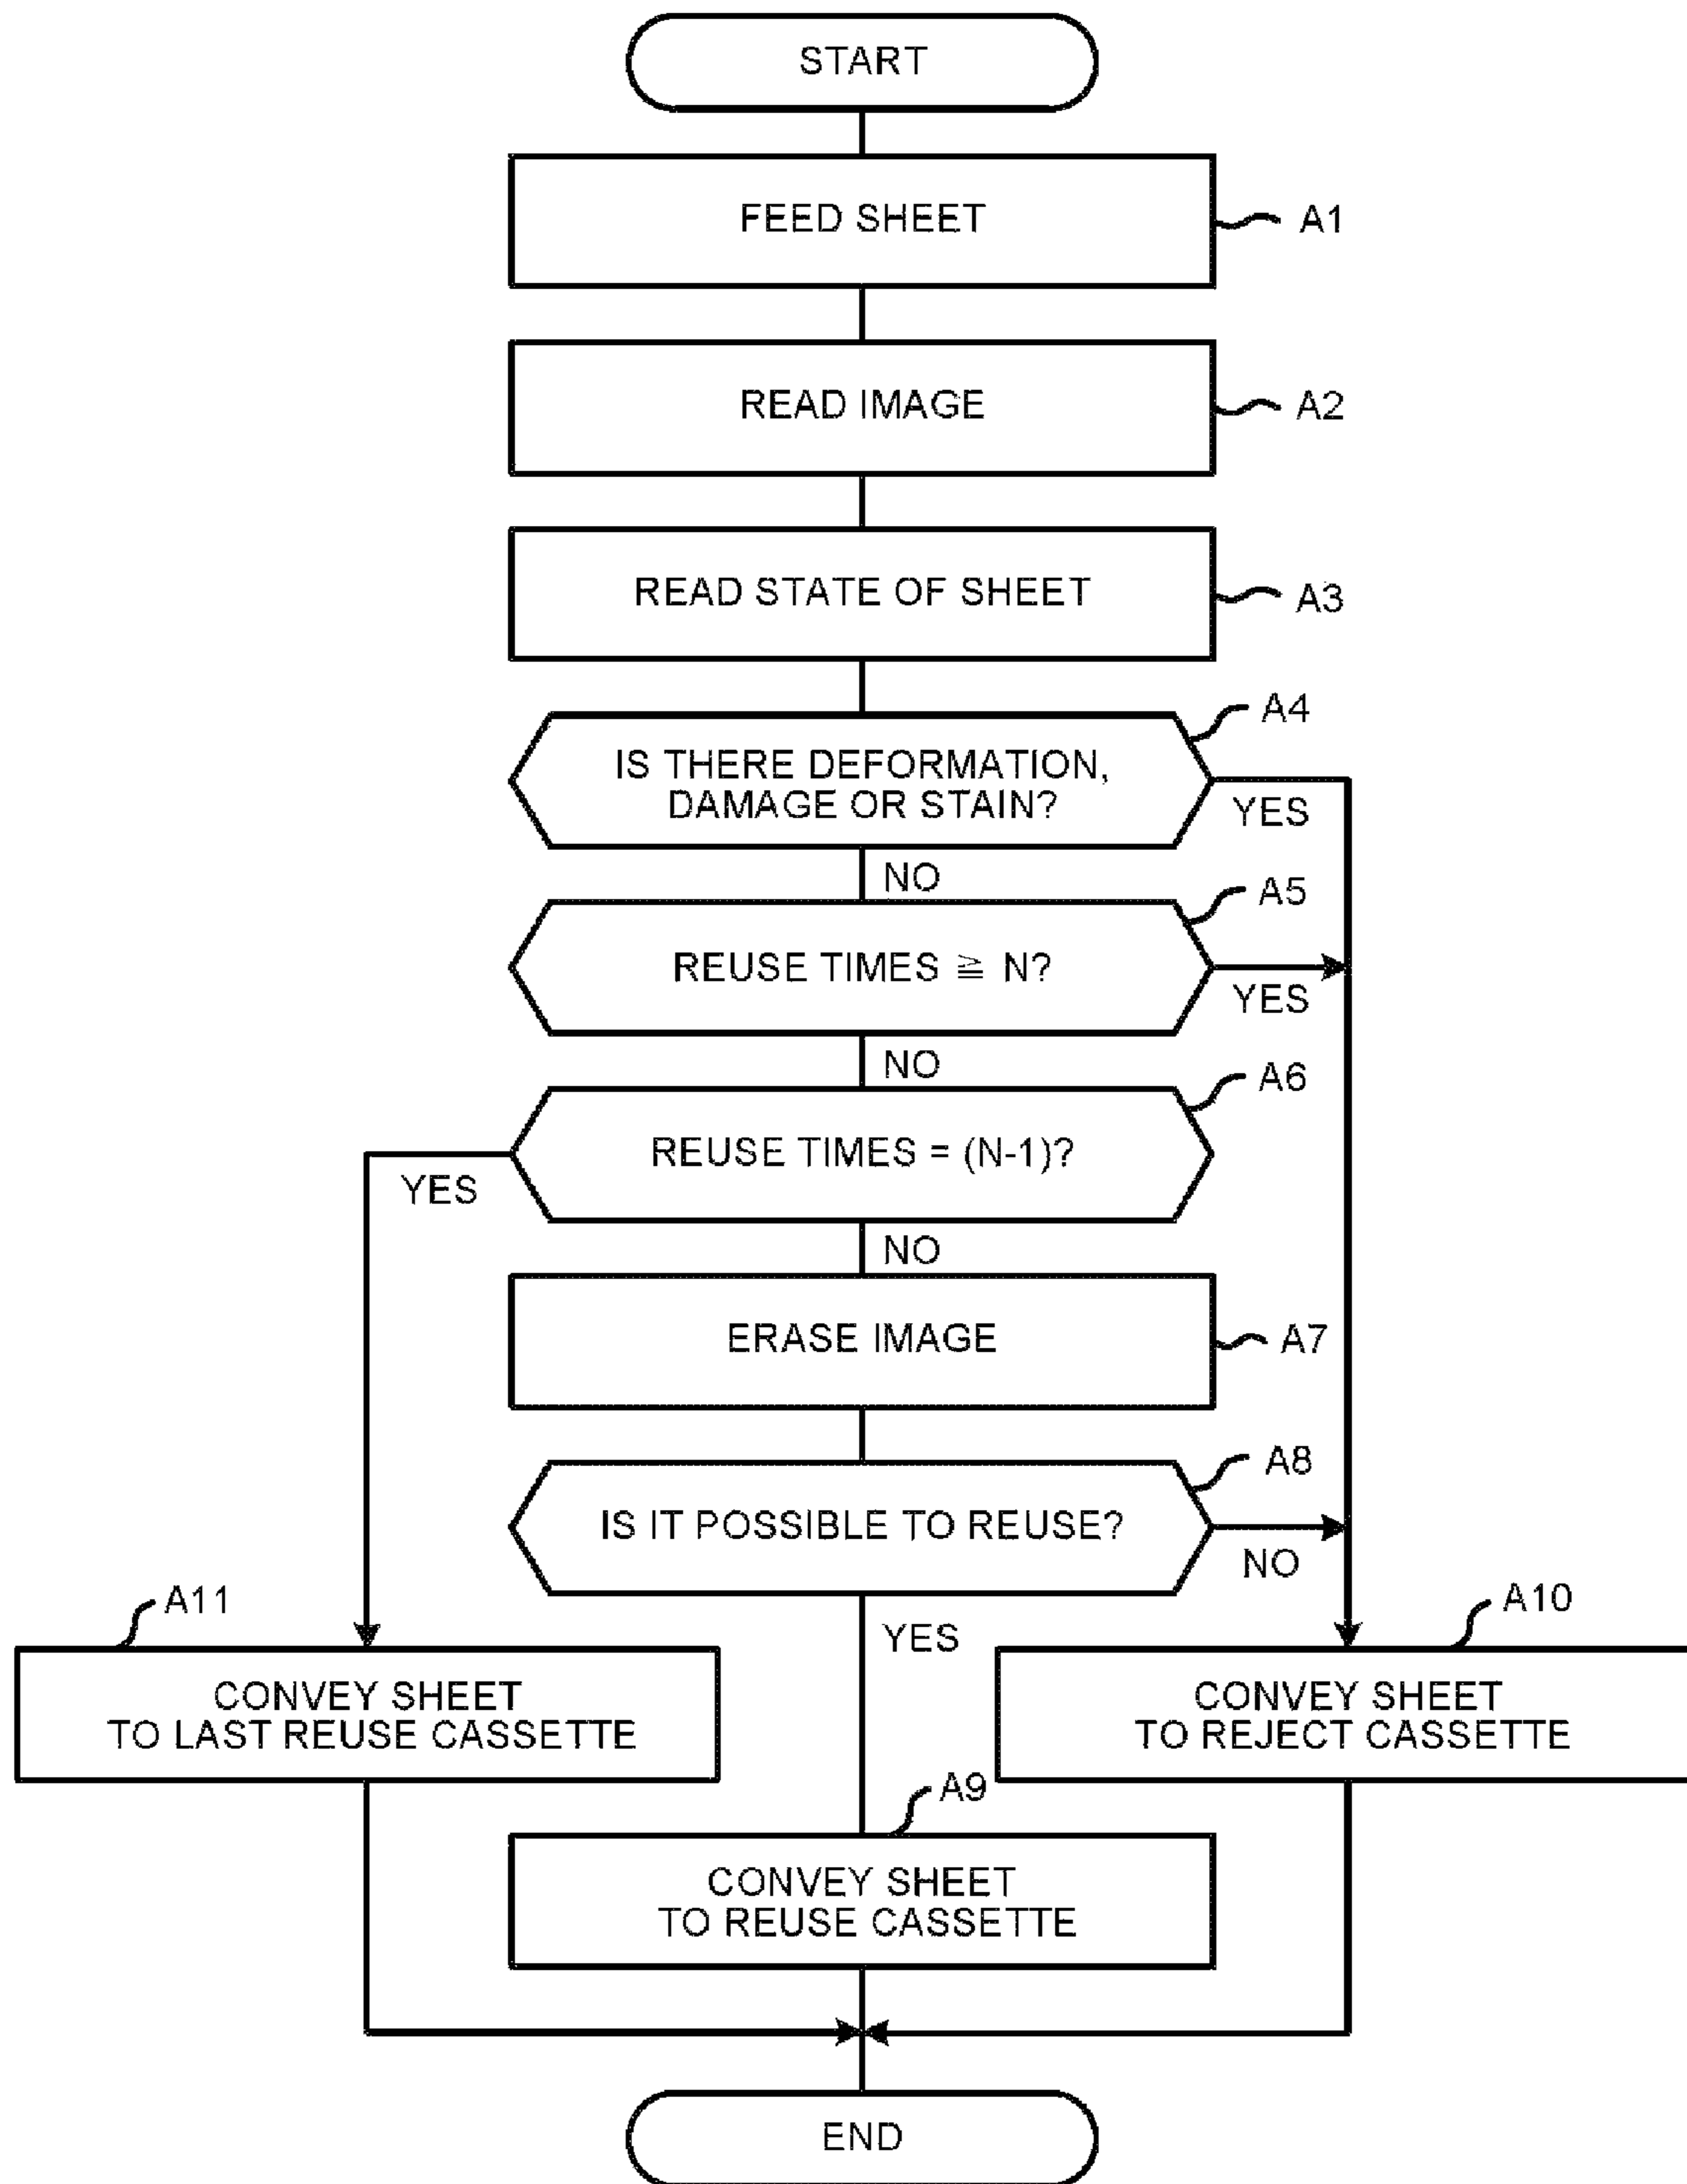 START
FEED SHEET
A1
READ IMAGE
A2
READ STATE OF SHEET
A3
A4
IS THERE DEFORMATION,
DAMAGE OR STAIN?
YES
NO
A5
REUSE TIMES ≧ N?
YES
NO
A6
REUSE TIMES = (N-1)?
YES
NO
ERASE IMAGE
A7
A8
IS IT POSSIBLE TO REUSE?
NO
YES
A11
CONVEY SHEET
TO LAST REUSE CASSETTE
A10
CONVEY SHEET
TO REJECT CASSETTE
A9
CONVEY SHEET
TO REUSE CASSETTE
END